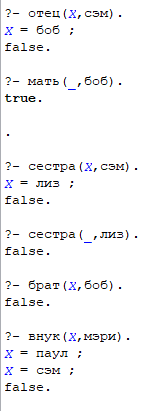 ?- отец(X,сэм).
X = боб ;
false.
?- мать(_,боб).
true.
.
?- сестра(X,сэм).
X = лиз ;
false.
?- сестра(_,лиз).
false.
?- брат(X,боб).
false.
?- внук(X,мэри).
X = паул ;
X = сэм ;
false.